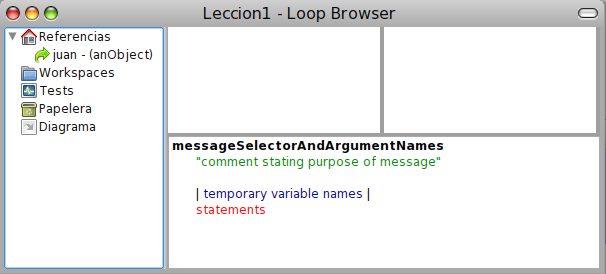 Leccion1 - Loop Browser
Referencias
juan - (anObject)
Workspaces
Tests
Papelera
Diagrama
messageSelectorAndArgumentNames
"comment stating purpose of message"
| temporary variable names |
statements